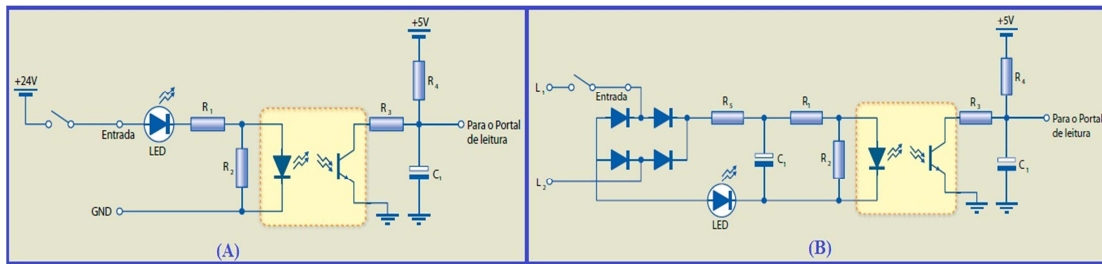 +24V
Entrada
LED
R1
R2
GND
R3
+5V
R4
C1
Para o Portal
de leitura
(A)
L1
Entrada
L2
R5
C1
LED
R1
R2
R3
+5V
R4
C1
Para o Portal
de leitura
(B)